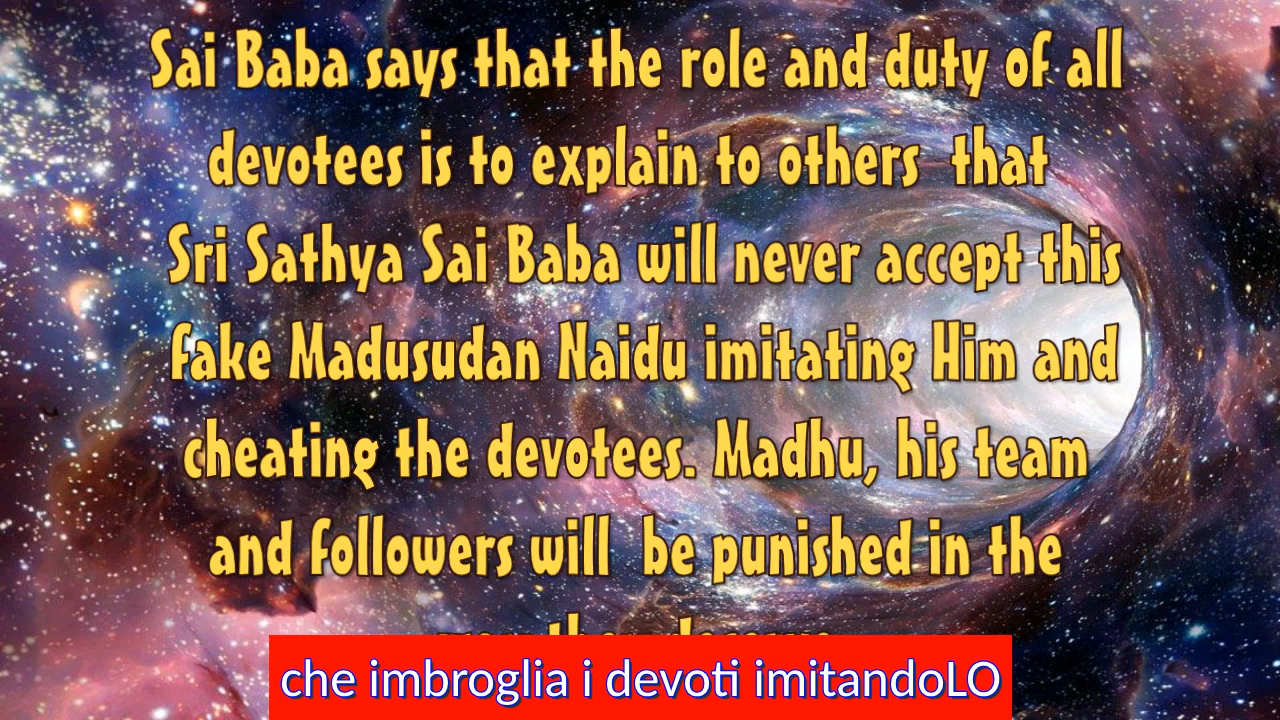 Sai Baba says that the role and duty of all
devotees is to explain to others that
Sri Sathya Sai Baba will never accept this
fake Madusudan Naidu imitating Him and
cheating the devotees. Madhu, his team
and followers will be punished in the
che imbroglia i devoti imitandoLO